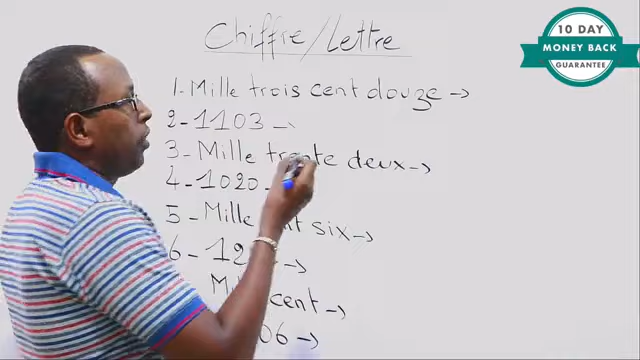 Chiffre/Lettre
1-Mille trois cent douze →
2-1103 →
3-Mille trente deux →
4-1020 -
5-Mille six →
6- →
cent →
06 →
10 DAY
MONEY BACK
GUARANTEE